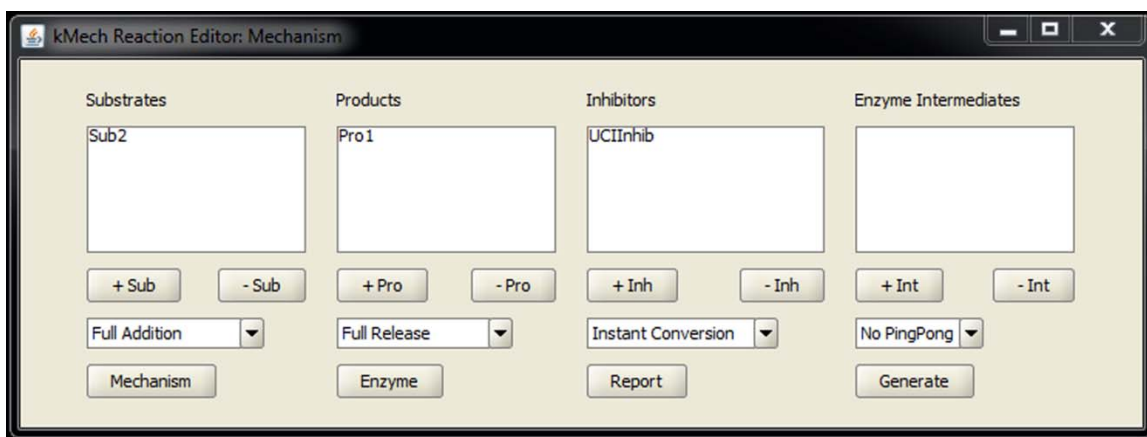 kMech Reaction Editor: Mechanism
Substrates Products Inhibitors Enzyme Intermediates
Sub2 Pro1 UCIInhib
+ Sub - Sub + Pro - Pro + Inh - Inh + Int - Int
Full Addition Full Release Instant Conversion No PingPong
Mechanism Enzyme Report Generate